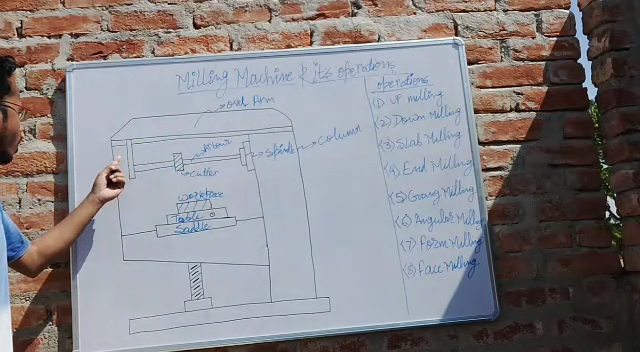 Milling Machine & its operations
over Arm
Arbour
Spindle
Column
Cutter
workpiece
Table
Saddle
operations
(1) UP milling
(2) Down Milling
(3) Slab Milling
(4) End Milling
(5) Gang Milling
(6) Angular Milling
(7) Form Milling
(8) Face Milling